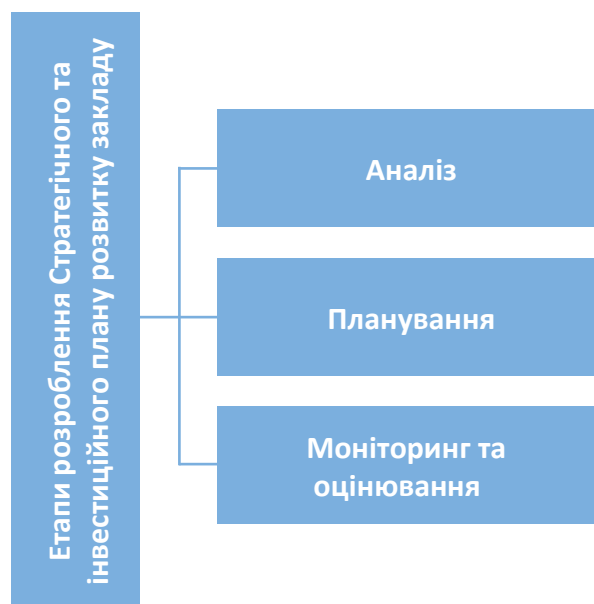 Етапи розроблення Стратегічного та
інвестиційного плану розвитку закладу
Аналіз
Планування
Моніторинг та
оцінювання